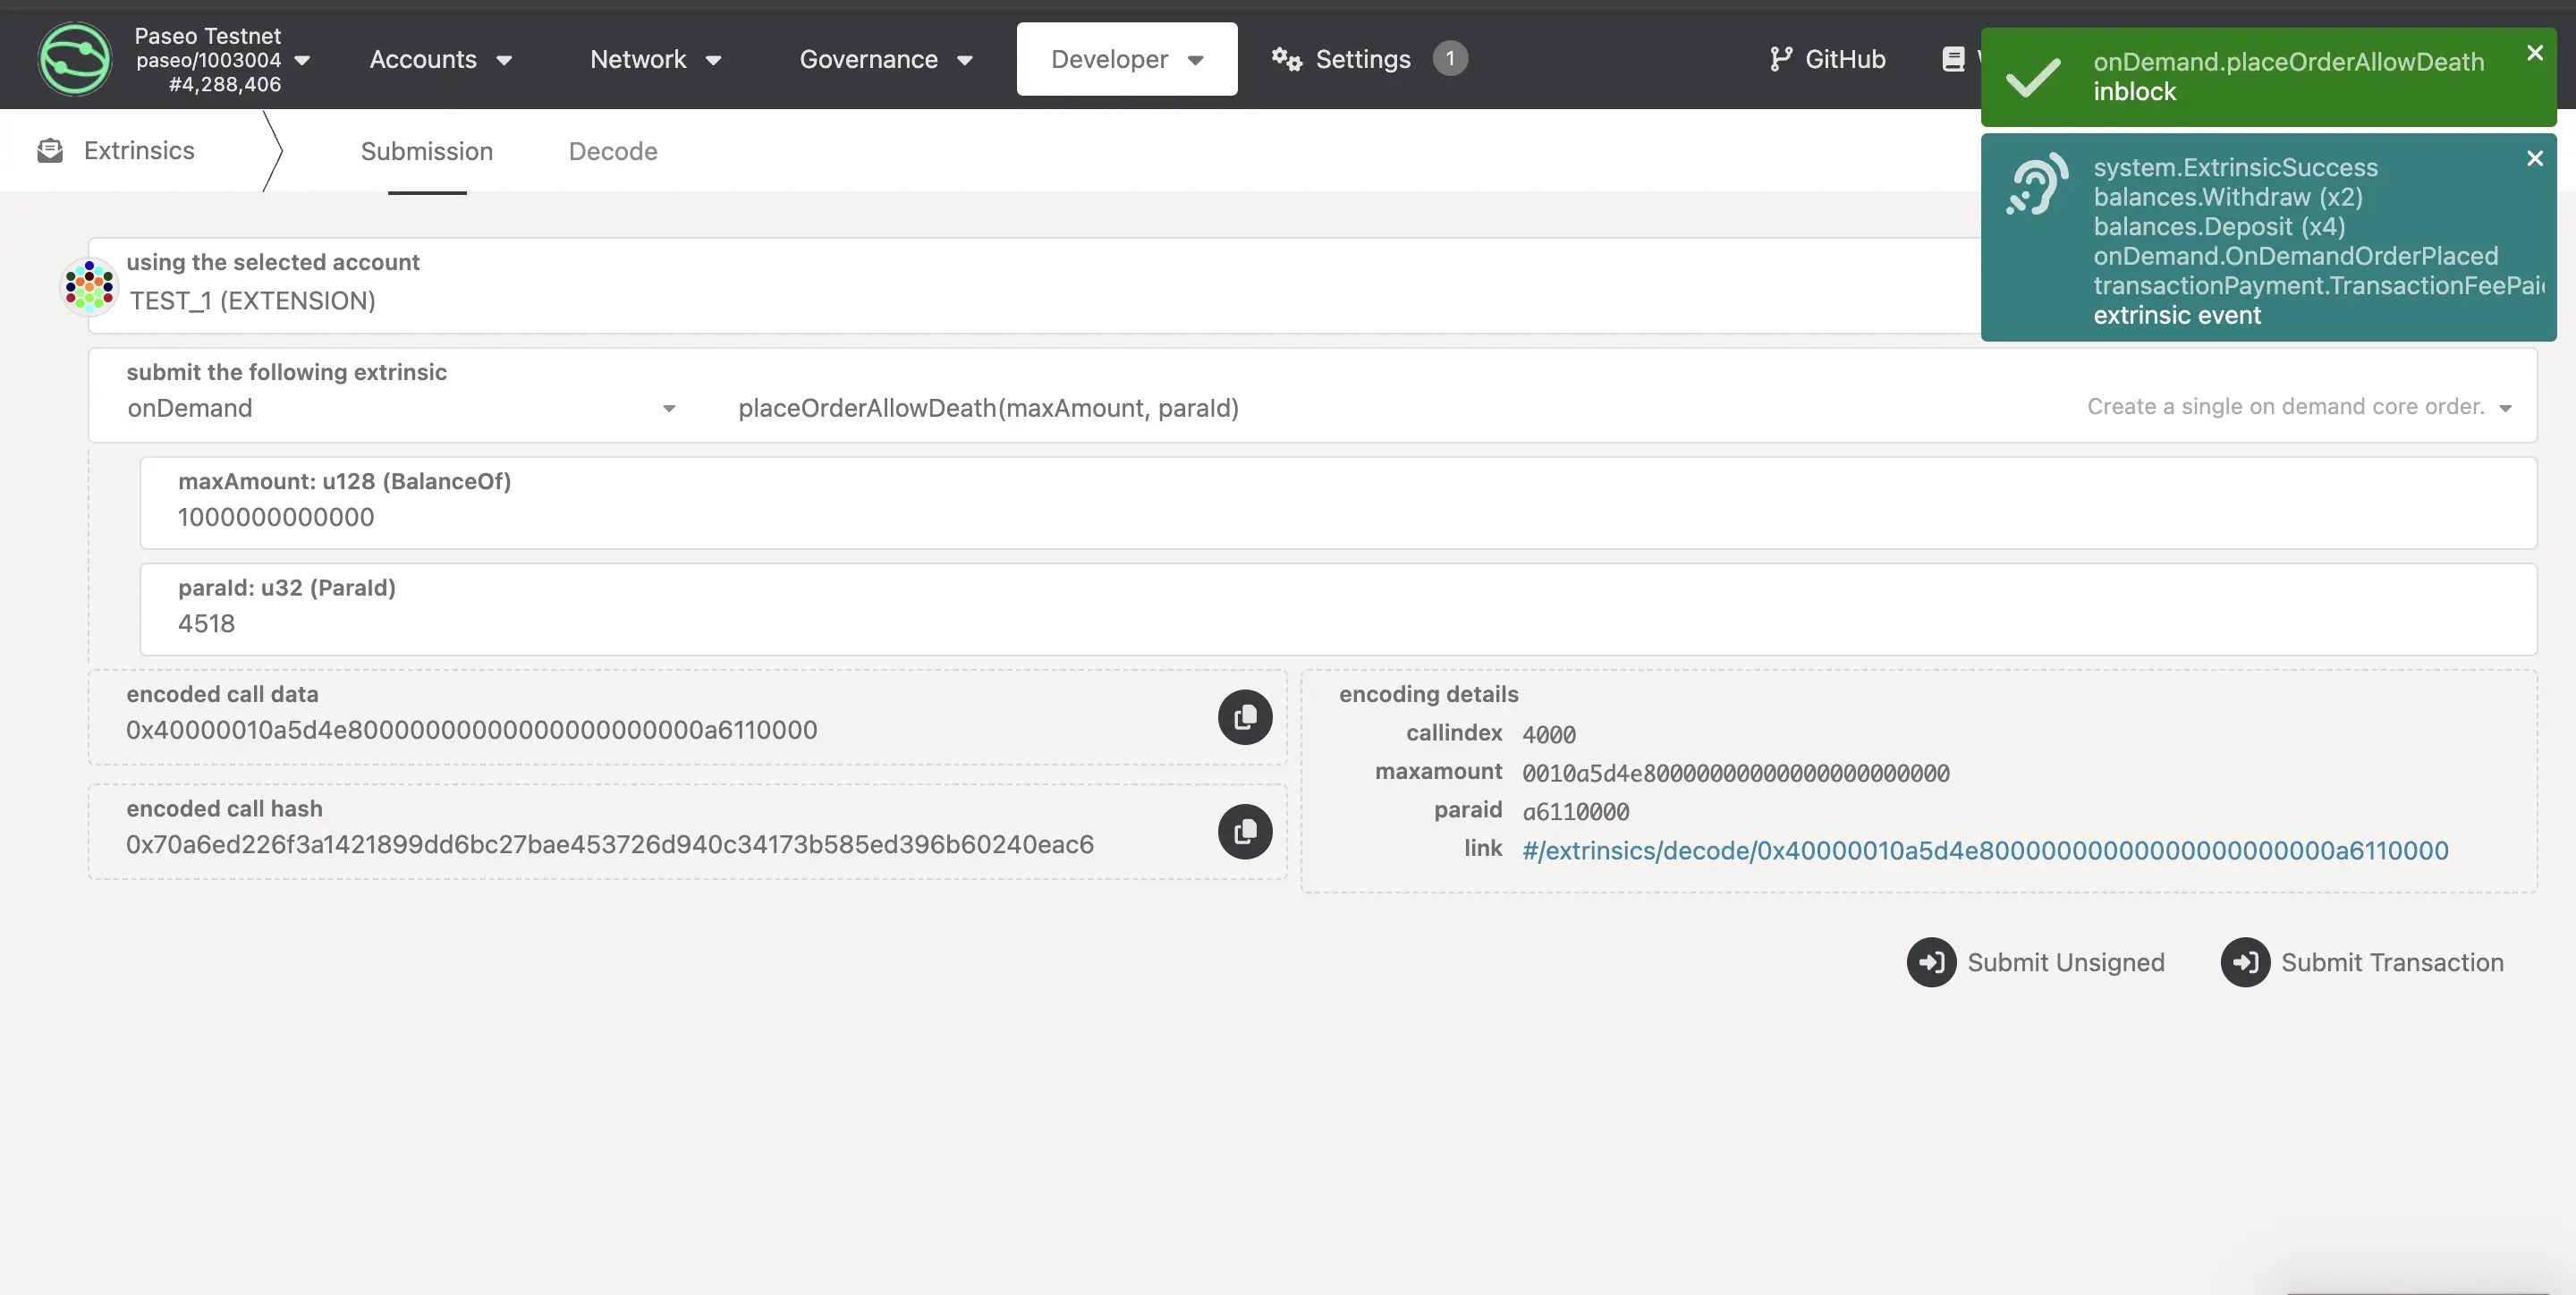 Paseo Testnet
paseo/1003004
#4,288,406
Accounts
Network
Governance
Developer
Settings
1
GitHub
onDemand.placeOrderAllowDeath
inblock
system.ExtrinsicSuccess
balances.Withdraw (x2)
balances.Deposit (x4)
onDemand.OnDemandOrderPlaced
transactionPayment.TransactionFeePai
extrinsic event
Extrinsics
Submission
Decode
using the selected account
TEST_1 (EXTENSION)
submit the following extrinsic
onDemand
placeOrderAllowDeath(maxAmount, paraId)
Create a single on demand core order.
maxAmount: u128 (BalanceOf)
1000000000000
paraId: u32 (ParaId)
4518
encoded call data
0x40000010a5d4e80000000000000000000000a6110000
encoded call hash
0x70a6ed226f3a1421899dd6bc27bae453726d940c34173b585ed396b60240eac6
encoding details
callindex 4000
maxamount 0010a5d4e80000000000000000000000
paraid a6110000
link #/extrinsics/decode/0x40000010a5d4e80000000000000000000000a6110000
Submit Unsigned
Submit Transaction